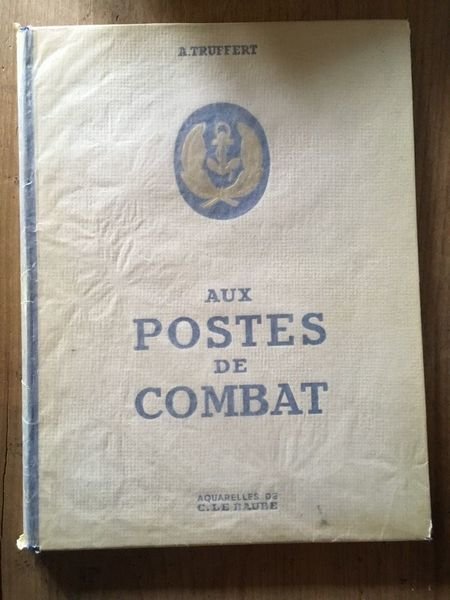 A. TRUFFERT
AUX
POSTES
DE
COMBAT
AQUARELLES DE
C. LE BAUBE